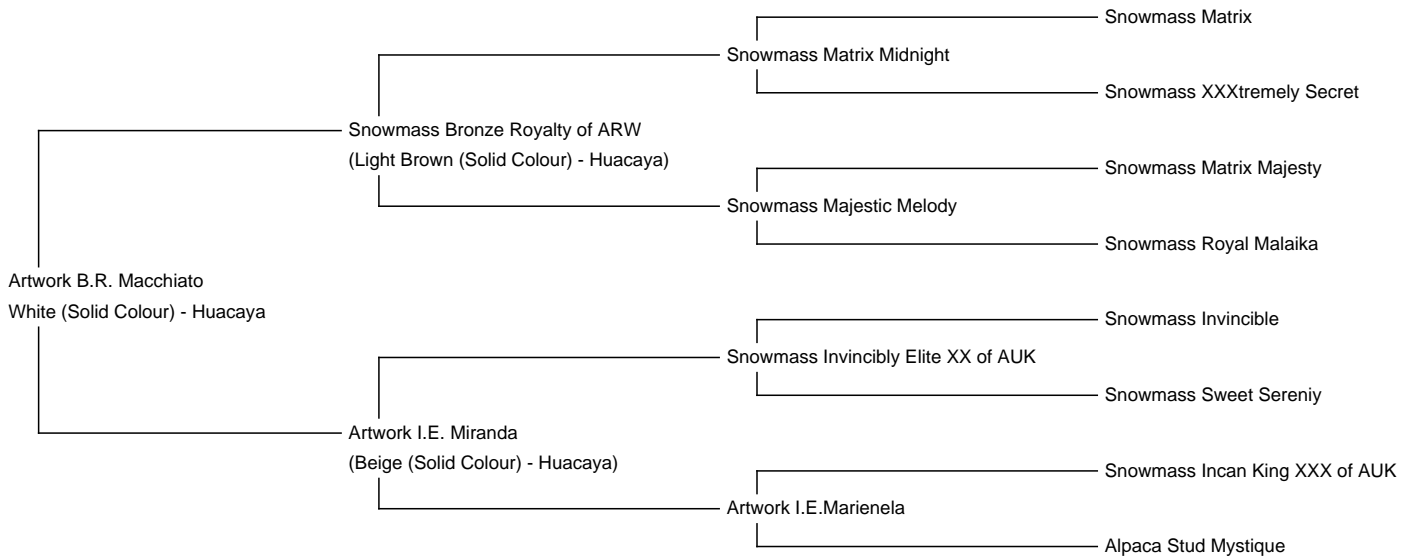 Snowmass Matrix
Snowmass Matrix Midnight
Snowmass XXXtremely Secret
Snowmass Bronze Royalty of ARW
(Light Brown (Solid Colour) - Huacaya)
Snowmass Matrix Majesty
Snowmass Majestic Melody
Snowmass Royal Malaika
Artwork B.R. Macchiato
White (Solid Colour) - Huacaya
Snowmass Invincible
Snowmass Invincibly Elite XX of AUK
Snowmass Sweet Sereniy
Artwork I.E. Miranda
(Beige (Solid Colour) - Huacaya)
Snowmass Incan King XXX of AUK
Artwork I.E.Marienela
Alpaca Stud Mystique